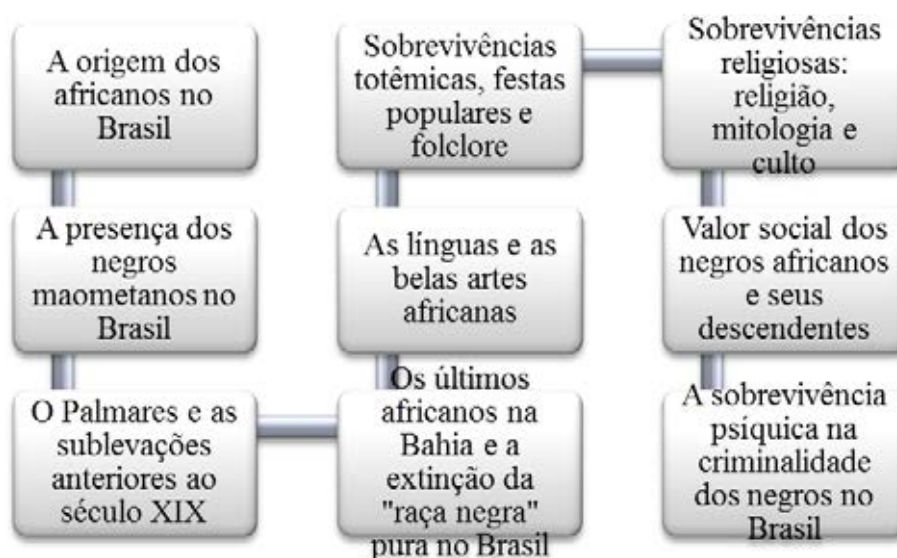 A origem dos
africanos no
Brasil
A presença dos
negros
maometanos no
Brasil
O Palmares e as
sublevações
anteriores ao
século XIX
Os últimos
africanos na
Bahia e a
extinção da
"raça negra"
pura no Brasil
As línguas e as
belas artes
africanas
Sobrevivências
totêmicas, festas
populares e
folclore
Sobrevivências
religiosas:
religião,
mitologia e
culto
Valor social dos
negros africanos
e seus
descendentes
A sobrevivência
psíquica na
criminalidade
dos negros no
Brasil